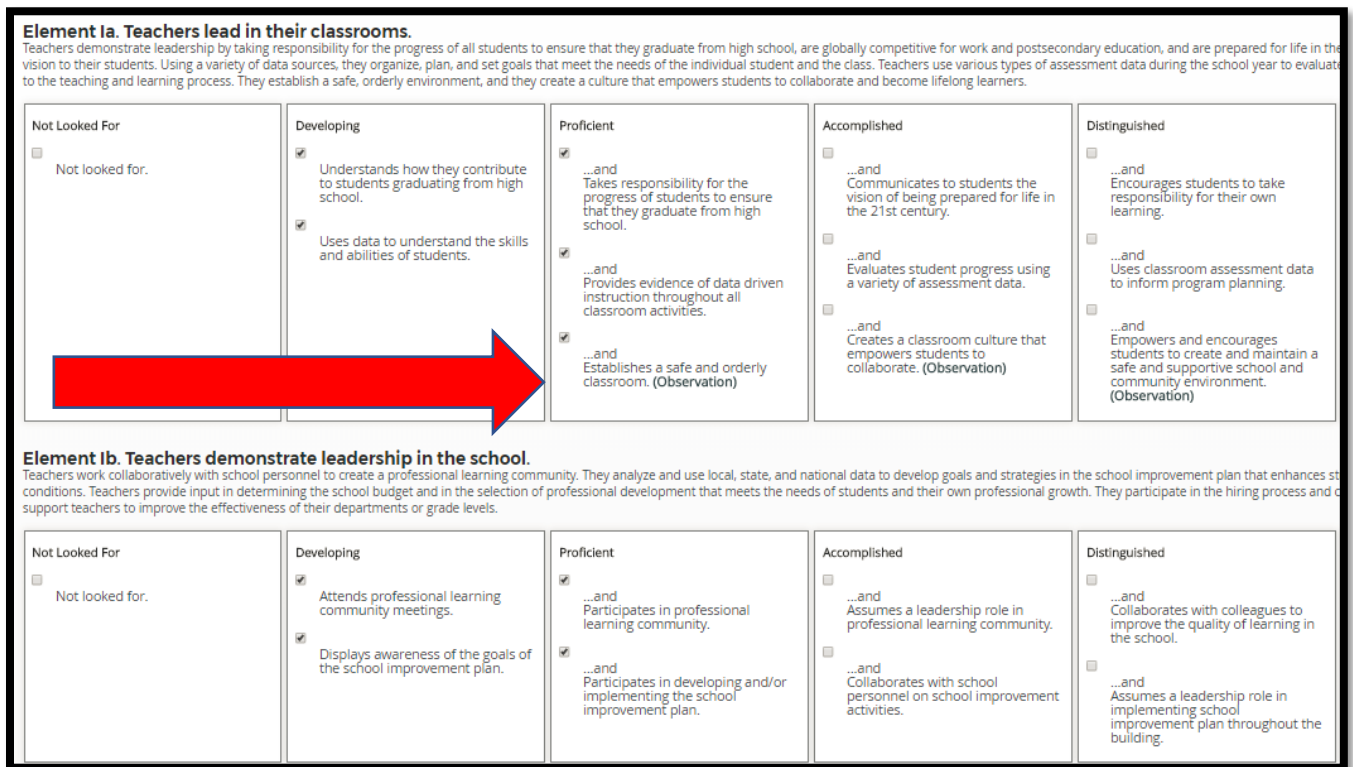 Element Ia. Teachers lead in their classrooms.
Teachers demonstrate leadership by taking responsibility for the progress of all students to ensure that they graduate from high school, are globally competitive for work and postsecondary education, and are prepared for life in the
vision to their students. Using a variety of data sources, they organize, plan, and set goals that meet the needs of the individual student and the class. Teachers use various types of assessment data during the school year to evaluate
to the teaching and learning process. They establish a safe, orderly environment, and they create a culture that empowers students to collaborate and become lifelong learners.
Not Looked For
Not looked for.
Developing
Understands how they contribute
to students graduating from high
school.
Uses data to understand the skills
and abilities of students.
Proficient
...and
Takes responsibility for the
progress of students to ensure
that they graduate from high
school.
...and
Provides evidence of data driven
instruction throughout all
classroom activities.
...and
Establishes a safe and orderly
classroom. (Observation)
Accomplished
...and
Communicates to students the
vision of being prepared for life in
the 21st century.
...and
Evaluates student progress using
a variety of assessment data.
...and
Creates a classroom culture that
empowers students to
collaborate. (Observation)
Distinguished
...and
Encourages students to take
responsibility for their own
learning.
...and
Uses classroom assessment data
to inform program planning.
...and
Empowers and encourages
students to create and maintain a
safe and supportive school and
community environment.
(Observation)
Element Ib. Teachers demonstrate leadership in the school.
Teachers work collaboratively with school personnel to create a professional learning community. They analyze and use local, state, and national data to develop goals and strategies in the school improvement plan that enhances st
conditions. Teachers provide input in determining the school budget and in the selection of professional development that meets the needs of students and their own professional growth. They participate in the hiring process and c
support teachers to improve the effectiveness of their departments or grade levels.
Not Looked For
Not looked for.
Developing
Attends professional learning
community meetings.
Displays awareness of the goals of
the school improvement plan.
Proficient
...and
Participates in professional
learning community.
...and
Participates in developing and/or
implementing the school
improvement plan.
Accomplished
...and
Assumes a leadership role in
professional learning community.
...and
Collaborates with school
personnel on school improvement
activities.
Distinguished
...and
Collaborates with colleagues to
improve the quality of learning in
the school.
...and
Assumes a leadership role in
implementing school
improvement plan throughout the
building.